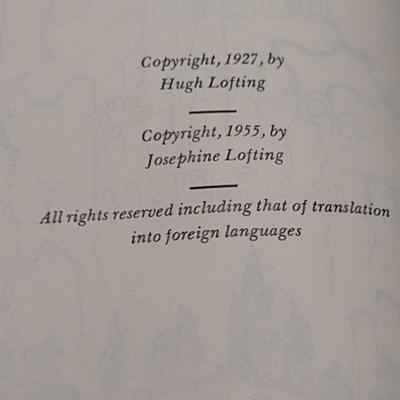 Copyright, 1927, by
Hugh Lofting
Copyright, 1955, by
Josephine Lofting
All rights reserved including that of translation
into foreign languages